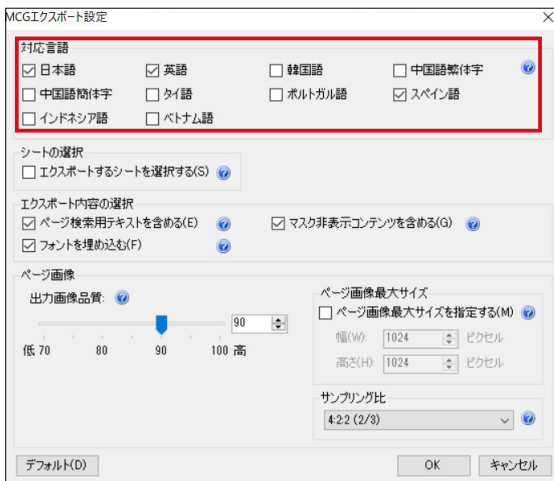 MCGIエクスポート設定
対応言語
日本語 英語 韓国語 中国語繁体字
中国語簡体字 タイ語 ポルトガル語 スペイン語
インドネシア語 ベトナム語
シートの選択
エクスポートするシートを選択する(S)
エクスポート内容の選択
ページ検索用テキストを含める(E) マスク非表示コンテンツを含める(G)
フォントを埋め込む(F)
ページ画像
出力画像品質:
90
低 70 80 90 100 高
ページ画像最大サイズ
ページ画像最大サイズを指定する(M)
幅(W): 1024 ピクセル
高さ(H): 1024 ピクセル
サンプリング比
4:2:2 (2/3)
デフォルト(D) OK キャンセル